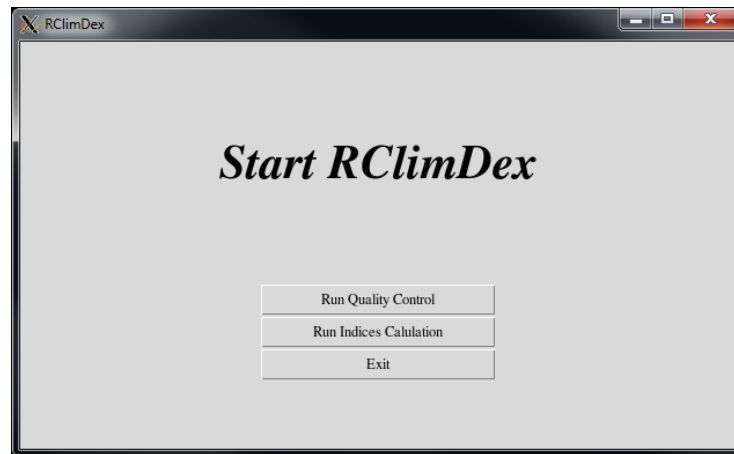 RClimDex
Start RClimDex
Run Quality Control
Run Indices Calulation
Exit